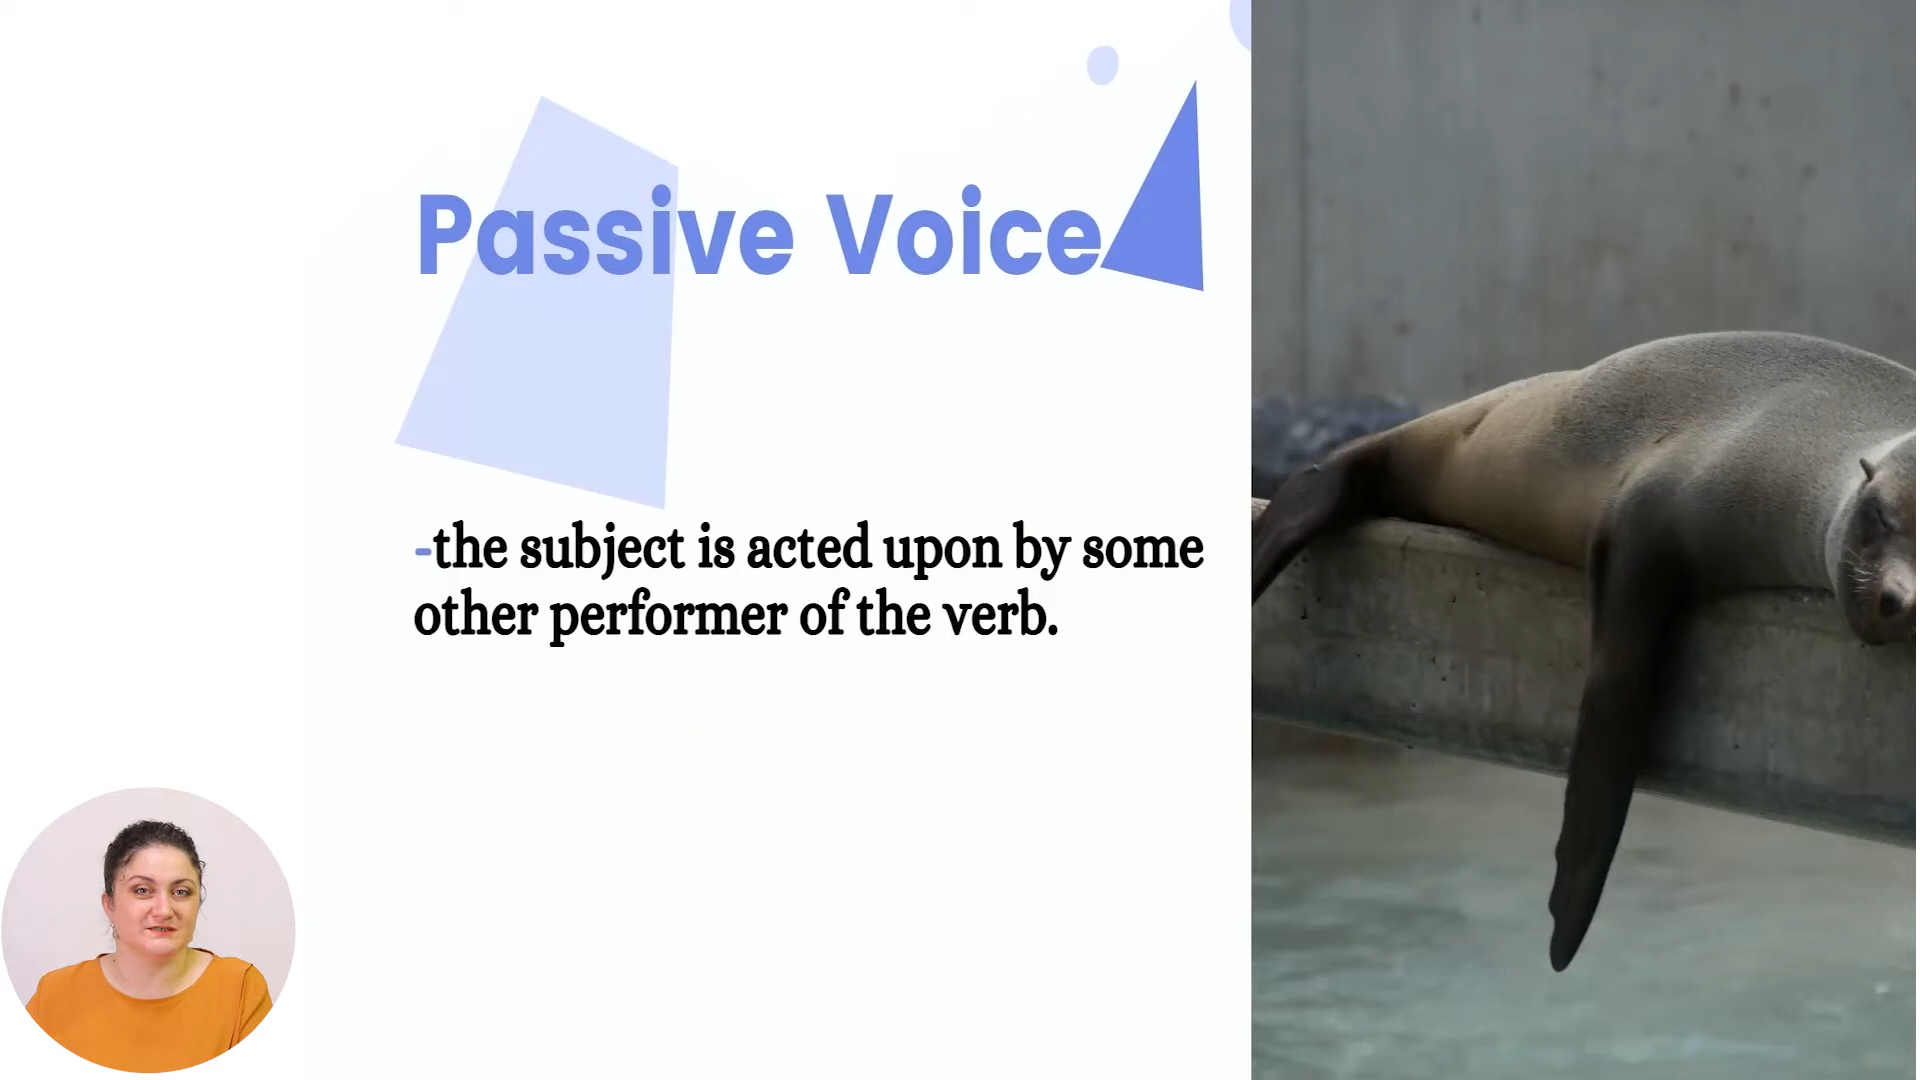 Passive Voice
-the subject is acted upon by some
other performer of the verb.